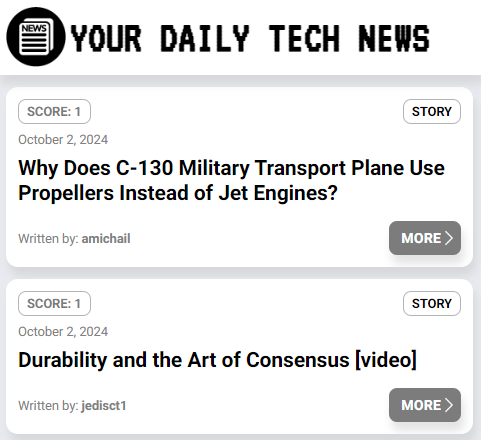 NEWS
YOUR DAILY TECH NEWS
SCORE: 1
STORY
October 2, 2024
Why Does C-130 Military Transport Plane Use
Propellers Instead of Jet Engines?
Written by: amichail
MORE
SCORE: 1
STORY
October 2, 2024
Durability and the Art of Consensus [video]
Written by: jedisct1
MORE